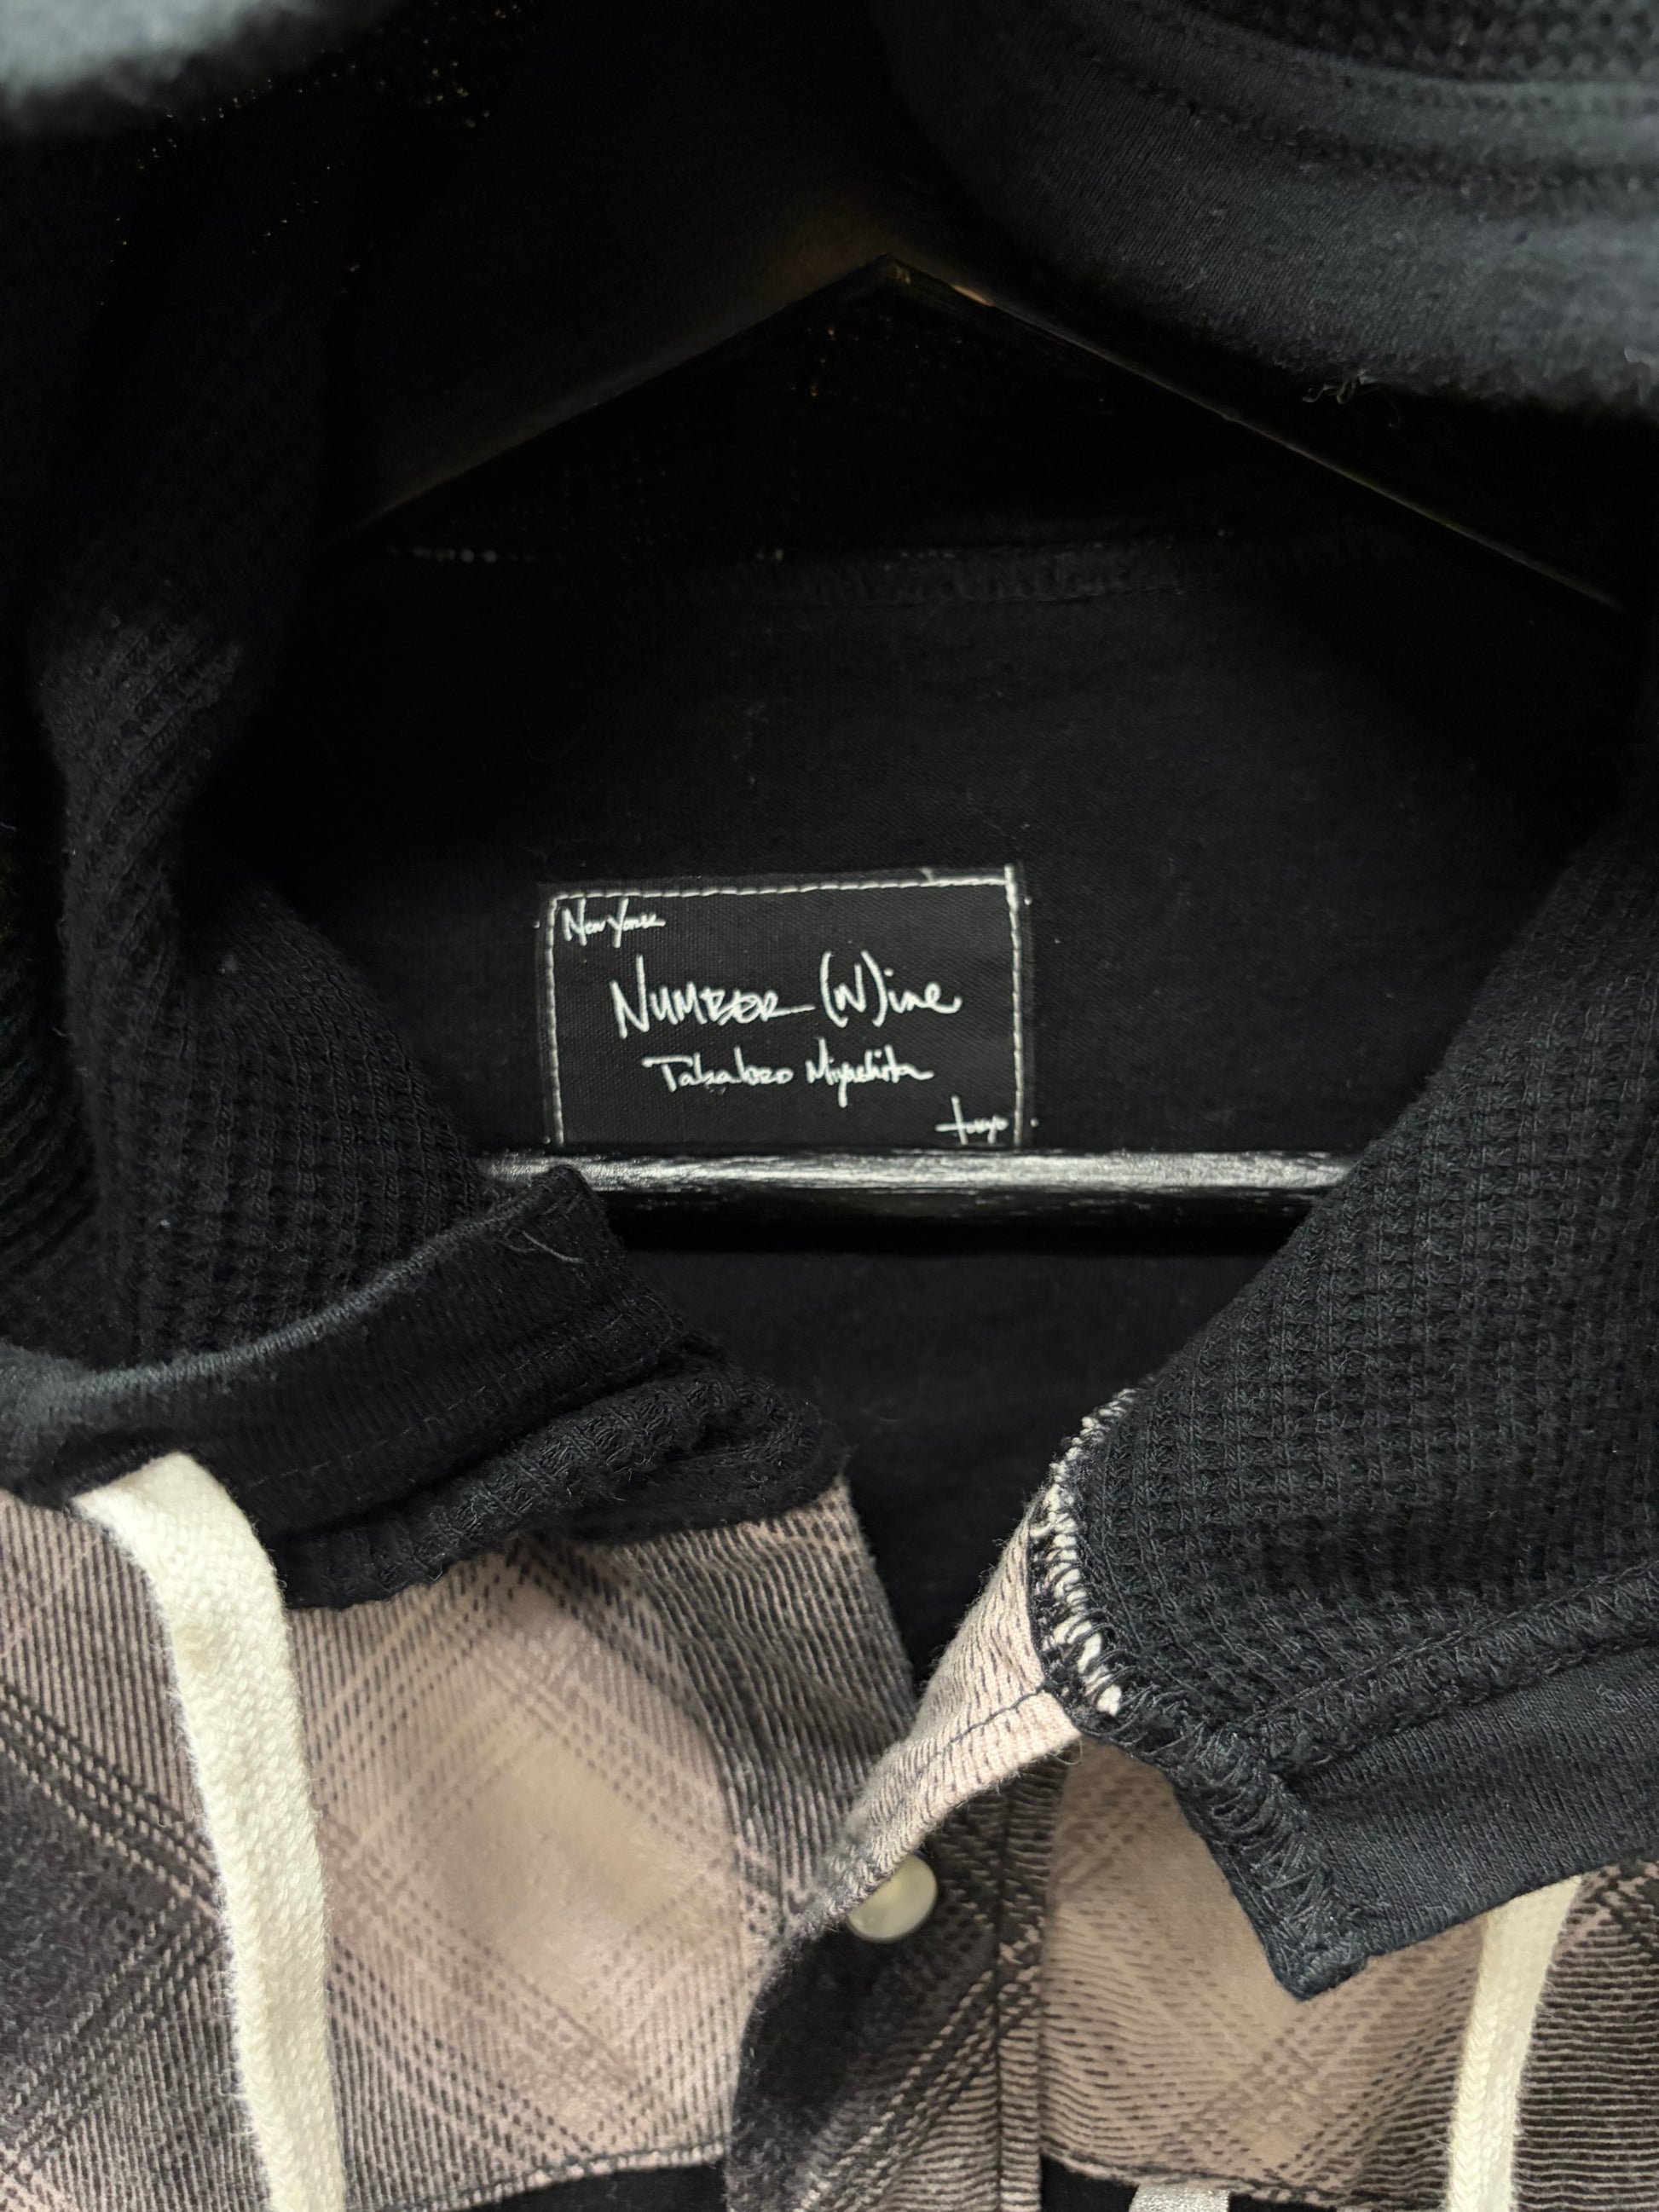 New York
NUMBER (N)ine
Takahiro Miyashita
tokyo